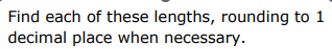 Find each of these lengths, rounding to 1
decimal place when necessary.